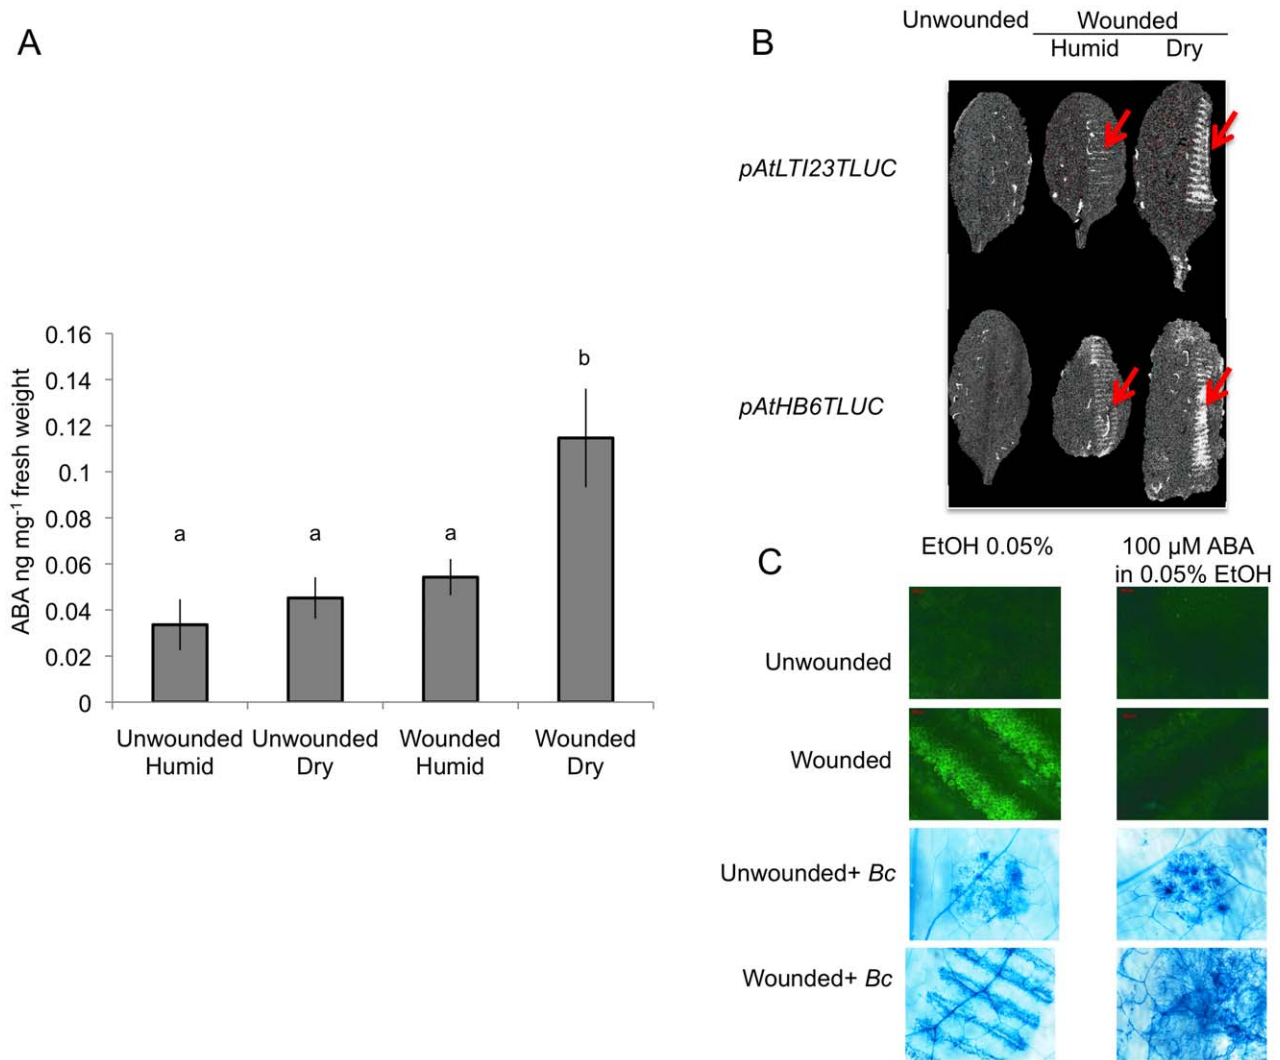 A
ABA ng mg-1 fresh weight
0.16
0.14
0.12
0.1
0.08
0.06
0.04
0.02
0
a
a
a
b
Unwounded Humid
Unwounded Dry
Wounded Humid
Wounded Dry
B
Unwounded
Wounded
Humid
Dry
pAtLTI23TLUC
pAtHB6TLUC
C
EtOH 0.05%
100 µM ABA
in 0.05% EtOH
Unwounded
Wounded
Unwounded+ Bc
Wounded+ Bc